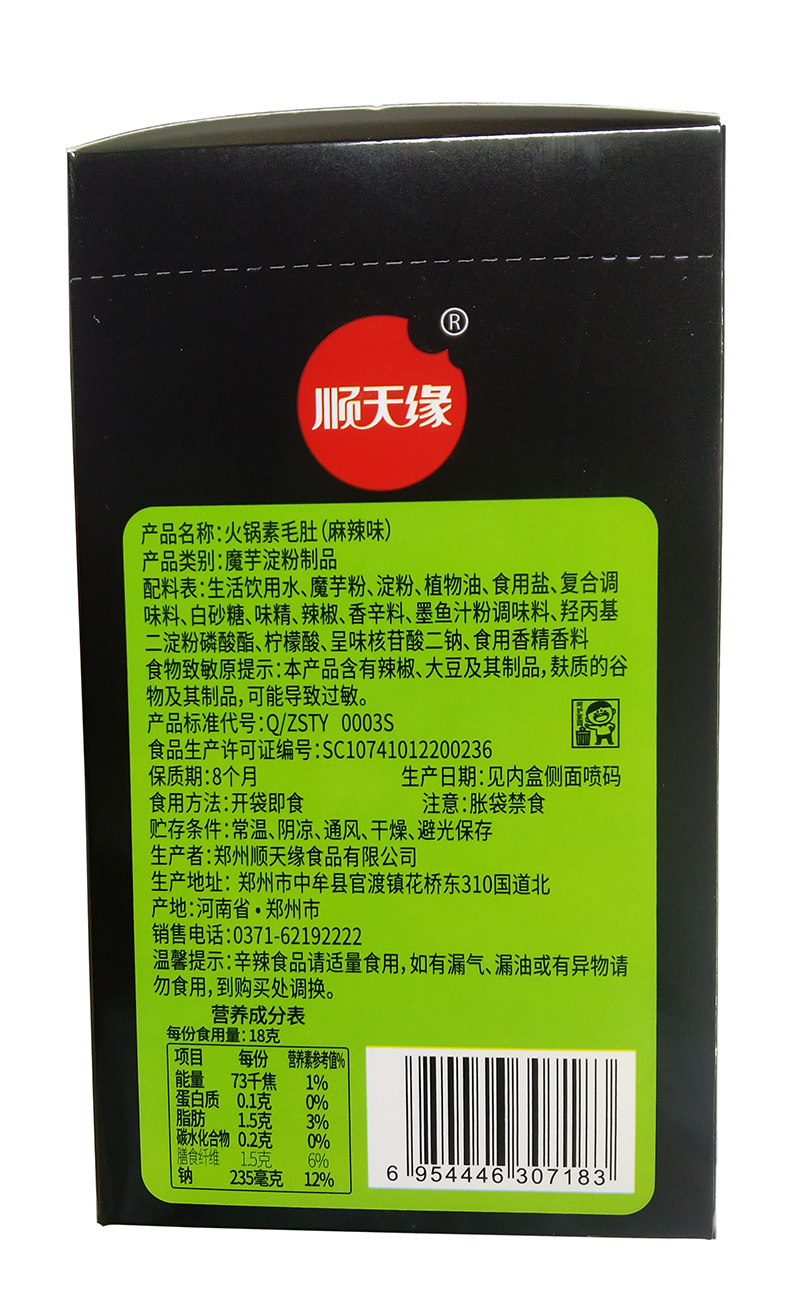 ®
顺天缘
产品名称:火锅素毛肚(麻辣味)
产品类别:魔芋淀粉制品
配料表:生活饮用水、魔芋粉、淀粉、植物油、食用盐、复合调
味料、白砂糖、味精、辣椒、香辛料、墨鱼汁粉调味料、羟丙基
二淀粉磷酸酯、柠檬酸、呈味核苷酸二钠、食用香精香料
食物致敏原提示:本产品含有辣椒、大豆及其制品,麸质的谷
物及其制品,可能导致过敏。
产品标准代号:Q/ZSTY 0003S
食品生产许可证编号:SC10741012200236
保质期:8个月 生产日期:见内盒侧面喷码
食用方法:开袋即食 注意:胀袋禁食
贮存条件:常温、阴凉、通风、干燥、避光保存
生产者:郑州顺天缘食品有限公司
生产地址: 郑州市中牟县官渡镇花桥东310国道北
产地:河南省·郑州市
销售电话:0371-62192222
温馨提示:辛辣食品请适量食用,如有漏气、漏油或有异物请
勿食用,到购买处调换。
营养成分表
每份食用量:18克
项目 每份 营养素参考值%
能量 73千焦 1%
蛋白质 0.1克 0%
脂肪 1.5克 3%
碳水化合物 0.2克 0%
膳食纤维 1.5克 6%
钠 235毫克 12%
6 954446 307183